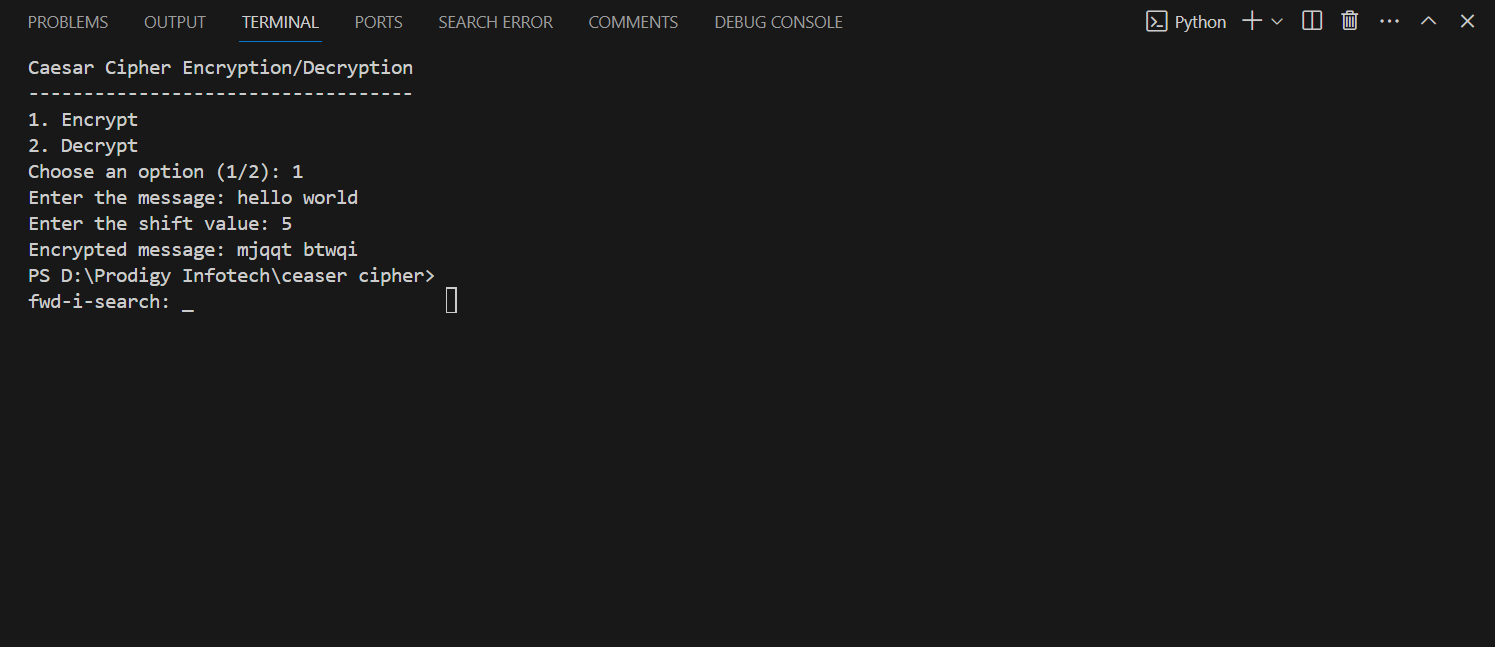 PROBLEMS OUTPUT TERMINAL PORTS SEARCH ERROR COMMENTS DEBUG CONSOLE Python
Caesar Cipher Encryption/Decryption
-----------------------------------
1. Encrypt
2. Decrypt
Choose an option (1/2): 1
Enter the message: hello world
Enter the shift value: 5
Encrypted message: mjqqt btwqi
PS D:\Prodigy Infotech\ceaser cipher>
fwd-i-search: _